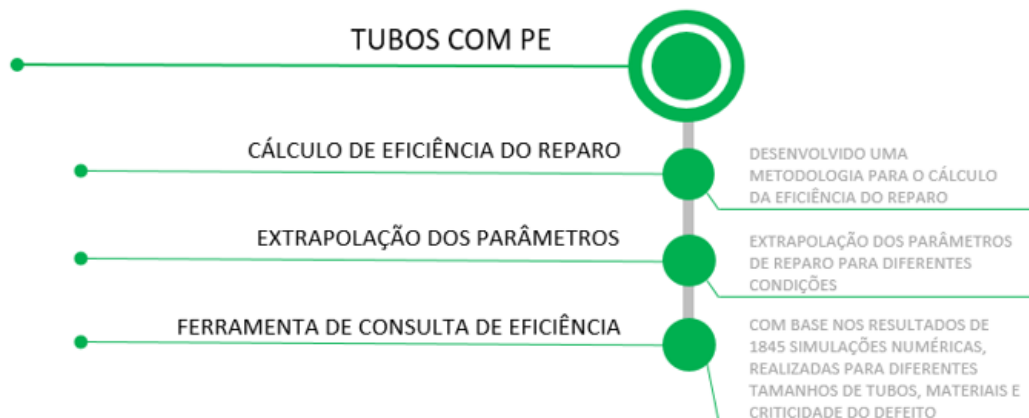 TUBOS COM PE
CÁLCULO DE EFICIÊNCIA DO REPARO
DESENVOLVIDO UMA
METODOLOGIA PARA O CÁLCULO
DA EFICIÊNCIA DO REPARO
EXTRAPOLAÇÃO DOS PARÂMETROS
EXTRAPOLAÇÃO DOS PARÂMETROS
DE REPARO PARA DIFERENTES
CONDIÇÕES
FERRAMENTA DE CONSULTA DE EFICIÊNCIA
COM BASE NOS RESULTADOS DE
1845 SIMULAÇÕES NUMÉRICAS,
REALIZADAS PARA DIFERENTES
TAMANHOS DE TUBOS, MATERIAIS E
CRITICIDADE DO DEFEITO